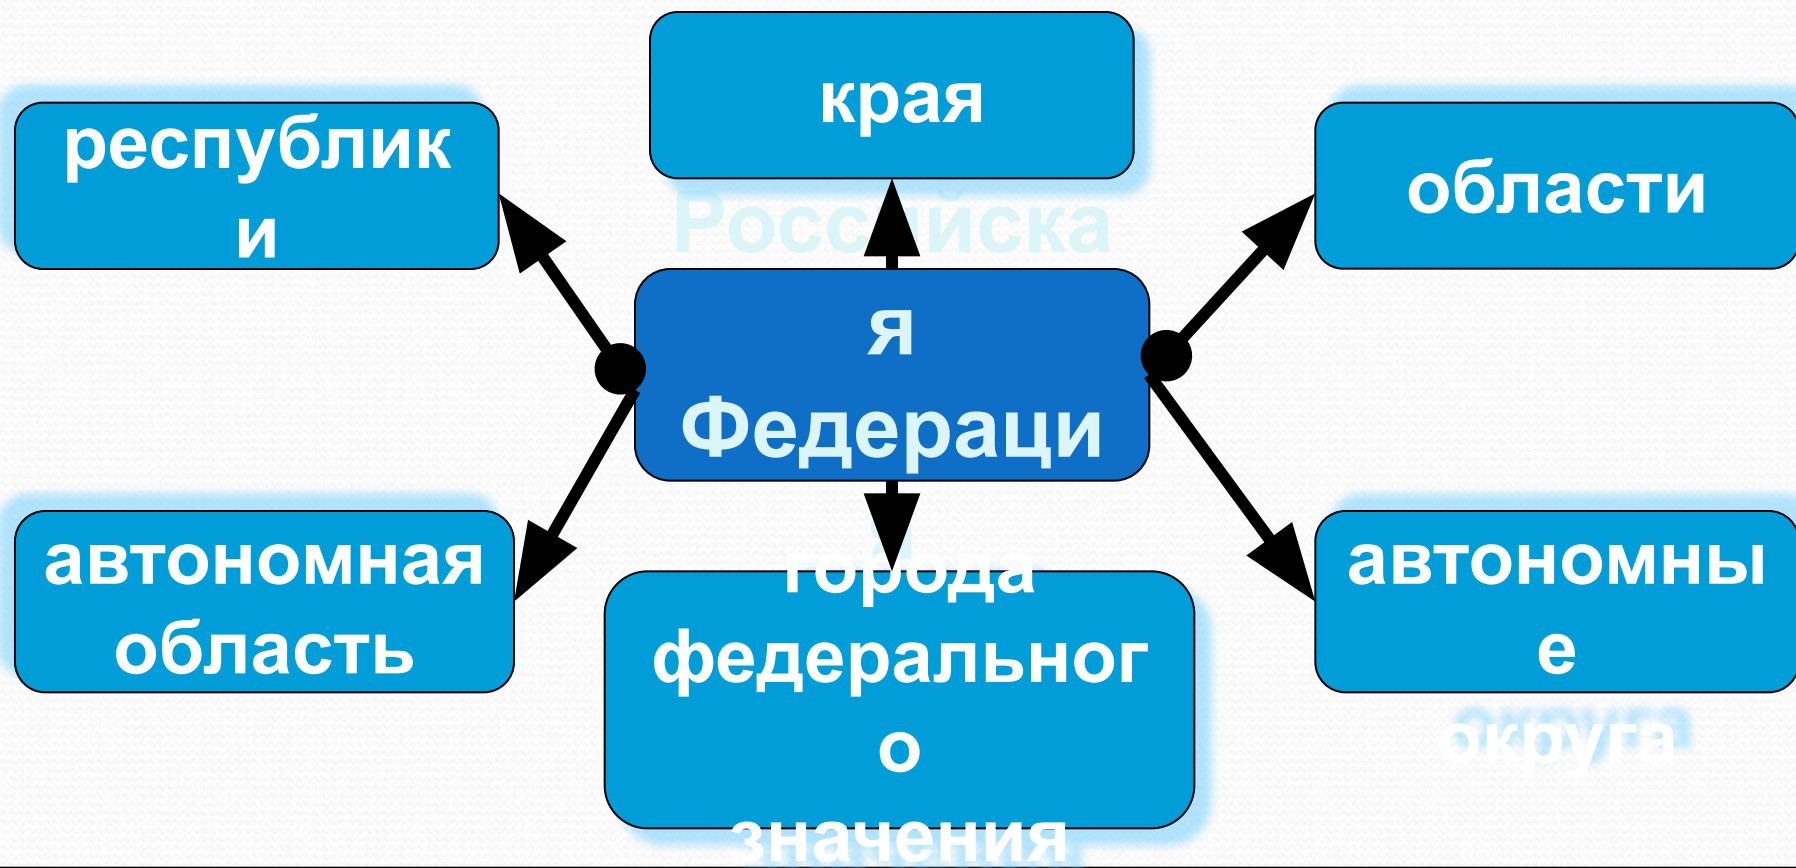 края
республик
и
области
Российска
я
Федераци
я
автономная
область
города
федеральног
о
значения
автономны
е
округа